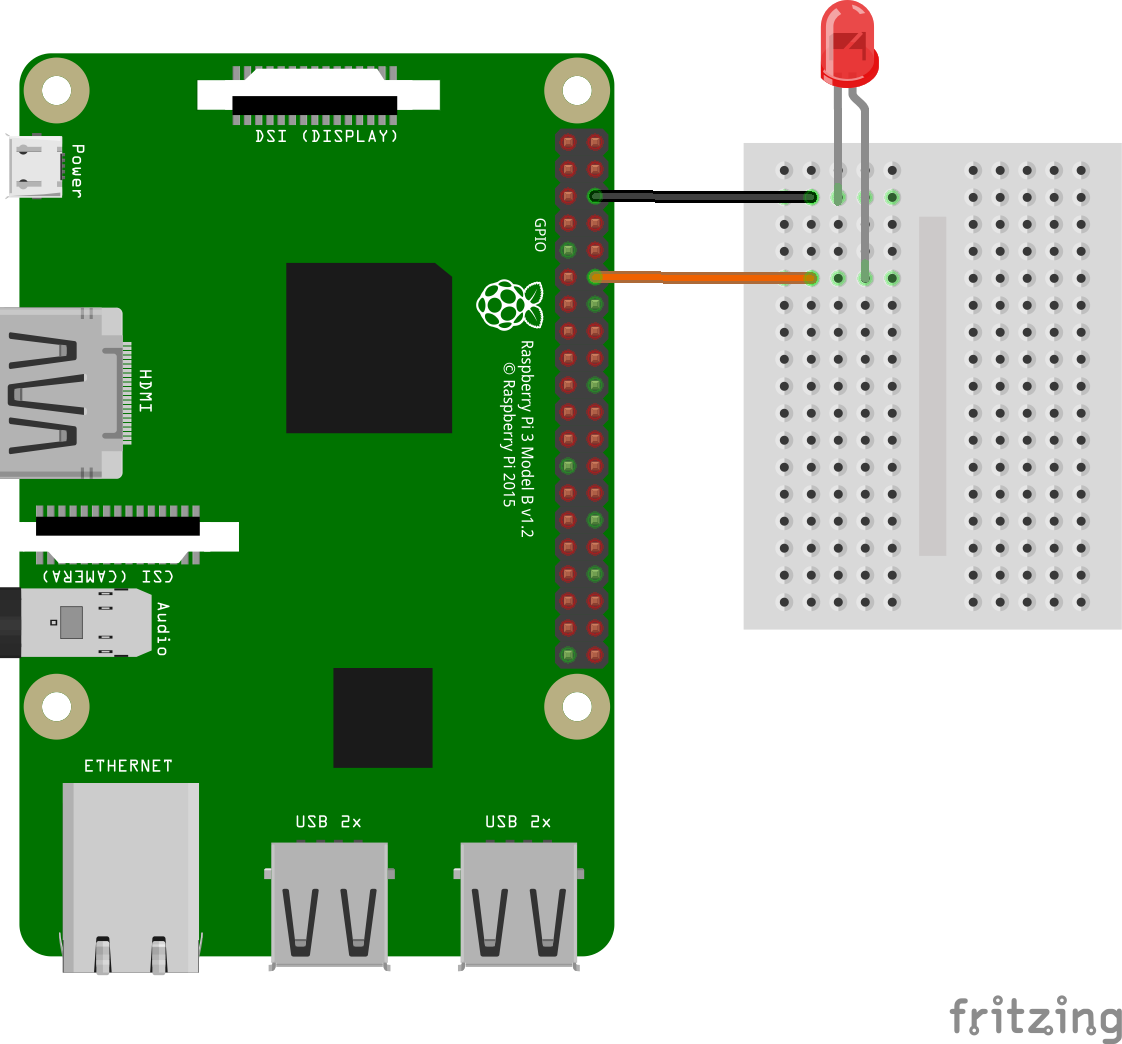 DSI (DISPLAY)
Power
GPIO
HDMI
Raspberry Pi 3 Model B v1.2
© Raspberry Pi 2015
CSI (CAMERA)
Audio
ETHERNET
USB 2x
USB 2x
fritzing